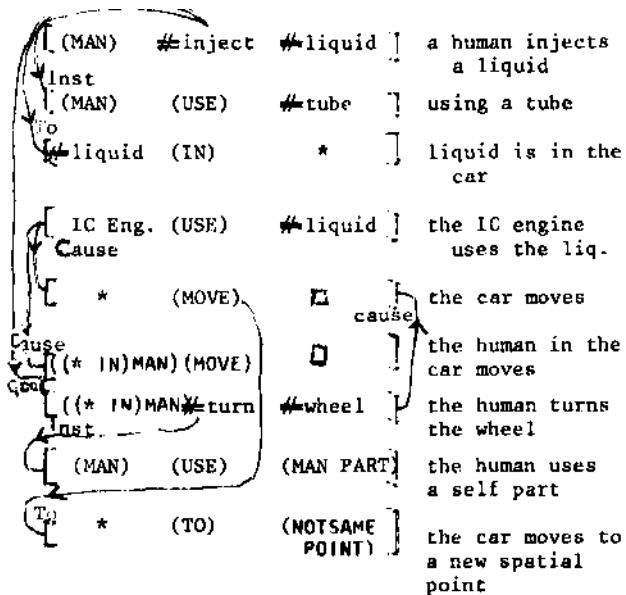 (MAN) #inject #liquid ] a human injects
a liquid
Inst
[ (MAN) (USE) #tube ] using a tube
To
[ #liquid (IN) * ] liquid is in the
car
[ IC Eng. (USE) #liquid ] the IC engine
uses the liq.
Cause
[ * (MOVE) □ ] the car moves
cause
Cause
[ ((* IN)MAN)(MOVE) □ ] the human in the
car moves
[ ((* IN)MAN)#turn #wheel ] the human turns
the wheel
Inst
[ (MAN) (USE) (MAN PART) ] the human uses
a self part
To
[ * (TO) (NOTSAME
POINT) ] the car moves to
a new spatial
point